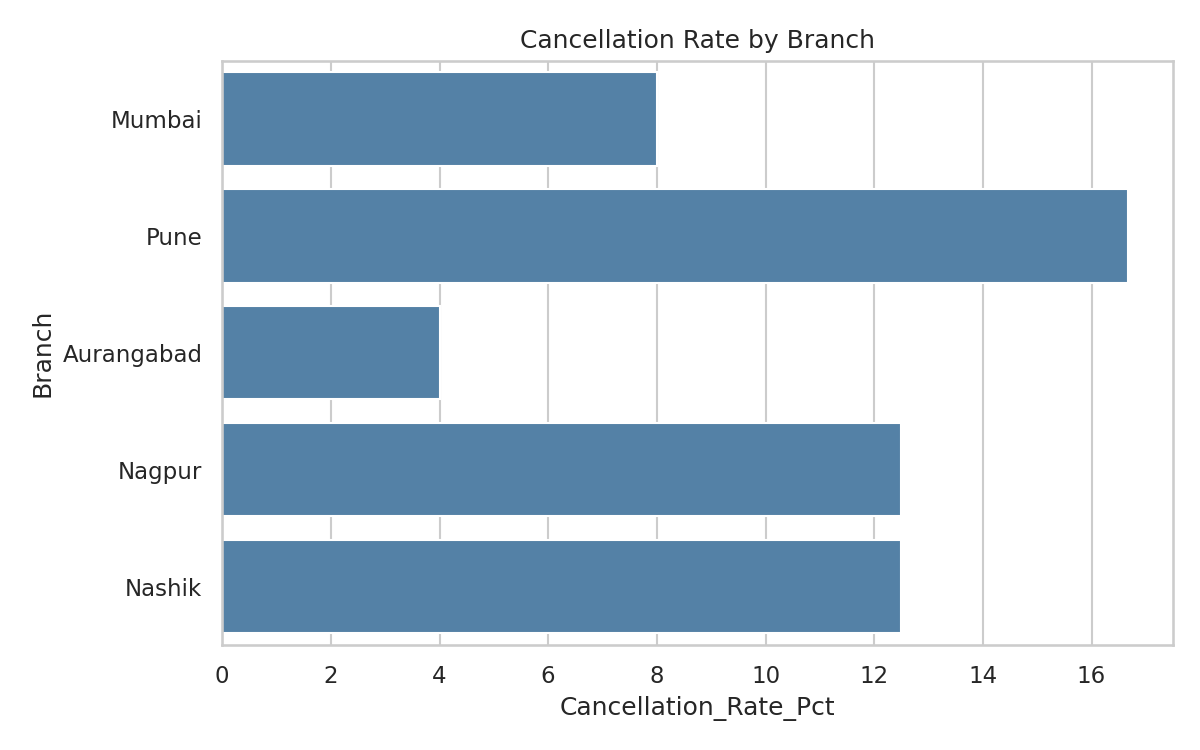 Cancellation Rate by Branch
Mumbai
Pune
Aurangabad
Nagpur
Nashik
Branch
0 2 4 6 8 10 12 14 16
Cancellation_Rate_Pct